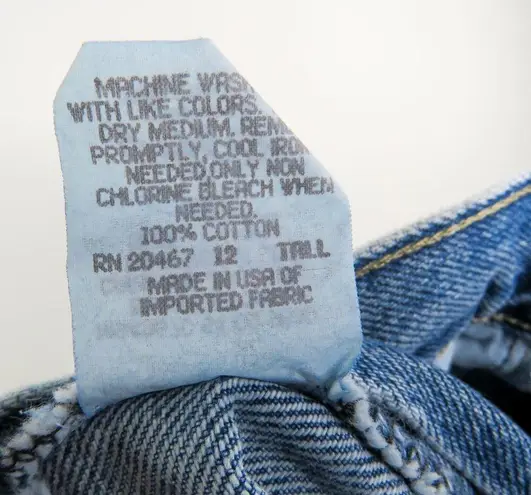 MACHINE WASH
WITH LIKE COLORS.
DRY MEDIUM. REM
PROMPTLY, COOL IRON
NEEDED,ONLY NON
CHLORINE BLEACH WHEN
NEEDED.
100% COTTON
RN 20467 12 TALL
MADE IN USA OF
IMPORTED FABRIC